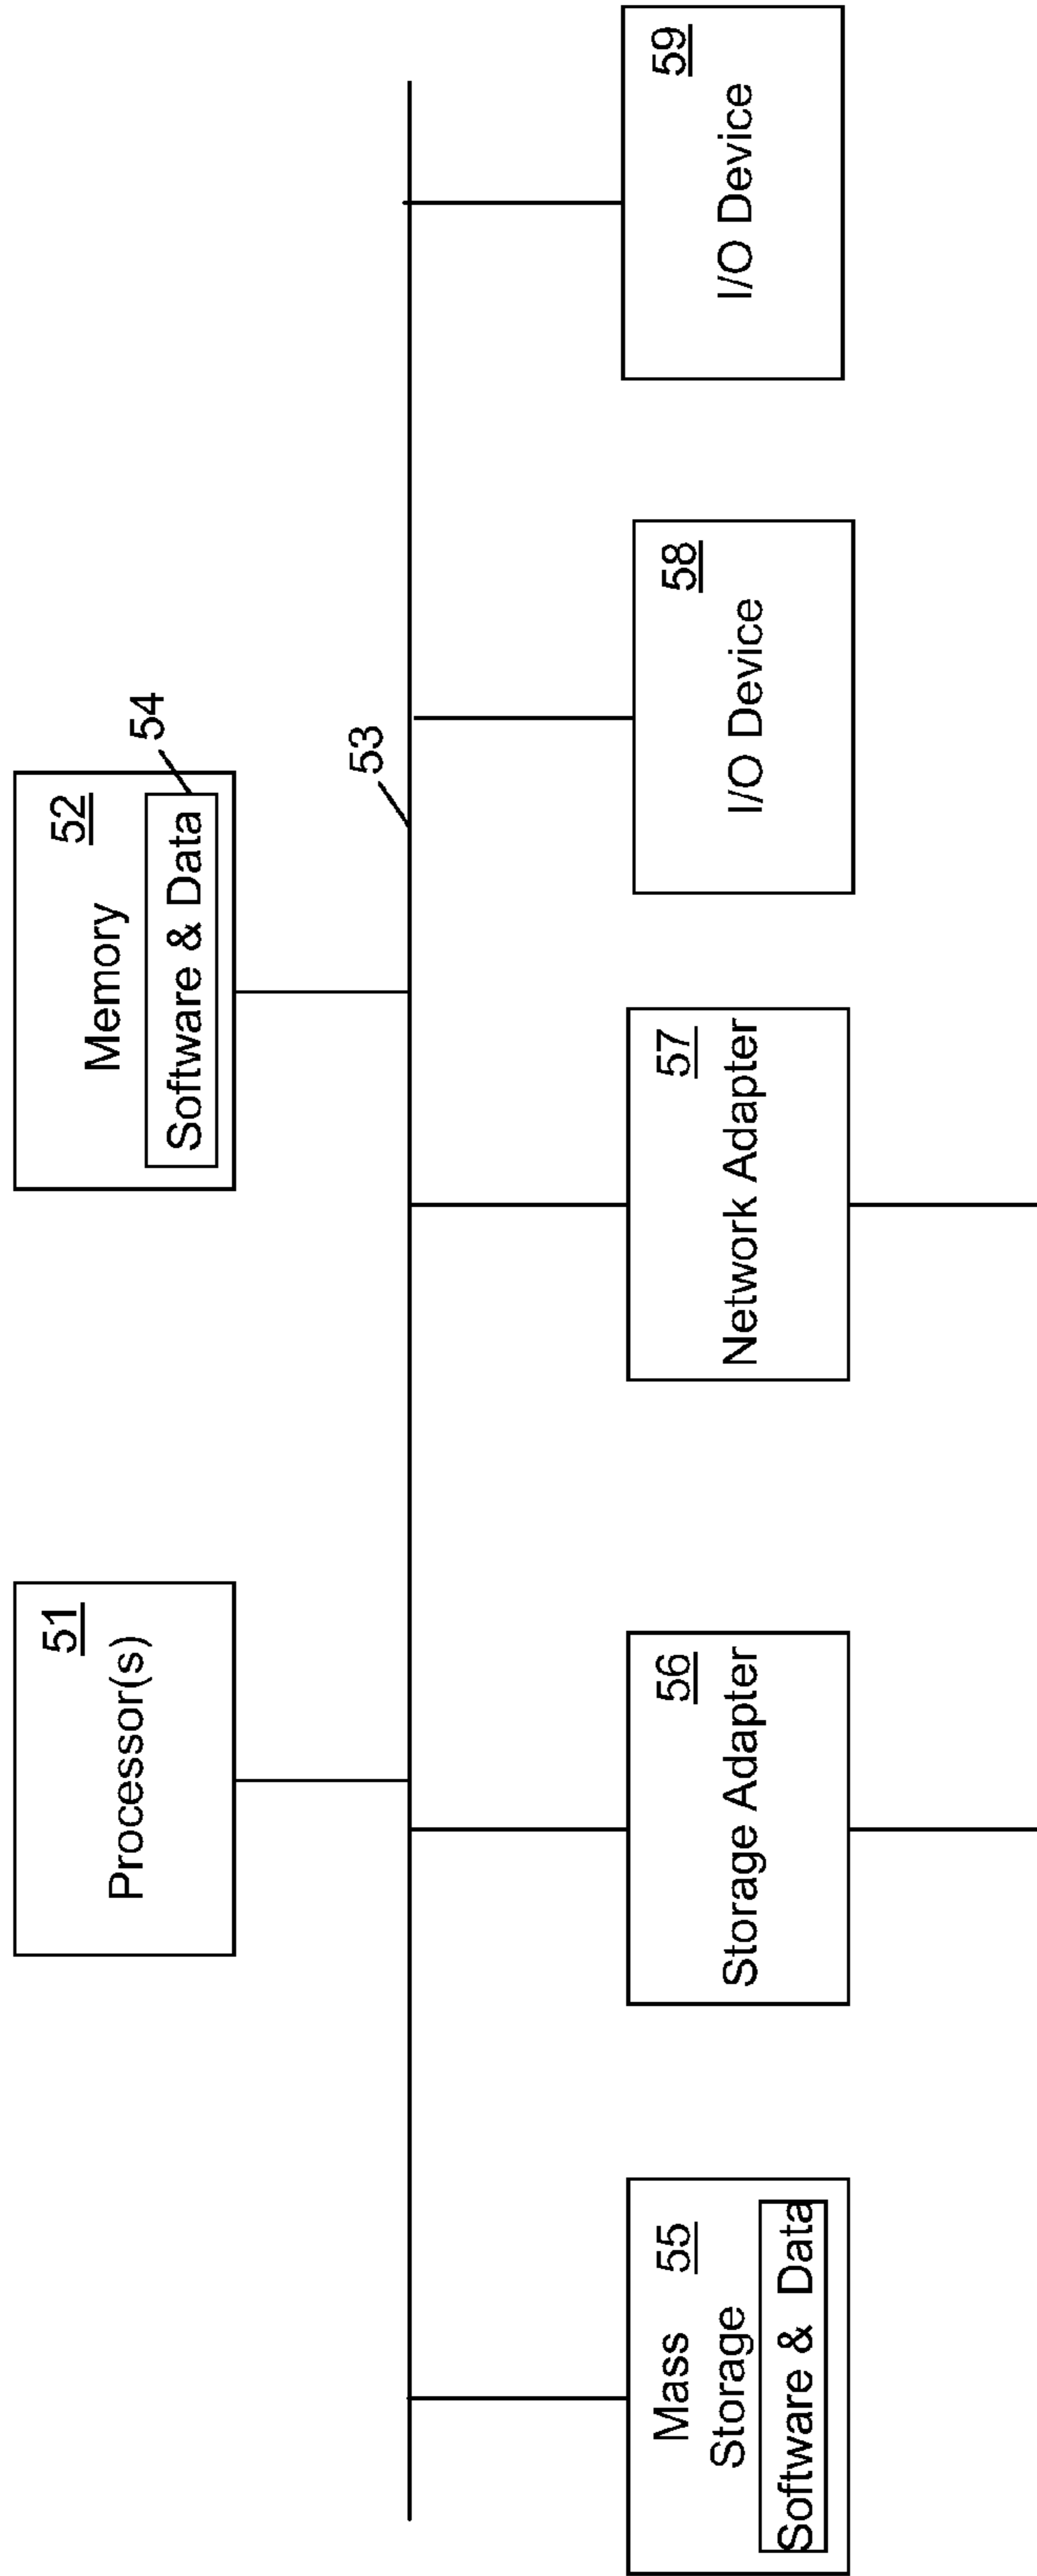 51
Processor(s)
52
Memory
Software & Data
54
53
55
Mass
Storage
Software & Data
56
Storage Adapter
57
Network Adapter
58
I/O Device
59
I/O Device